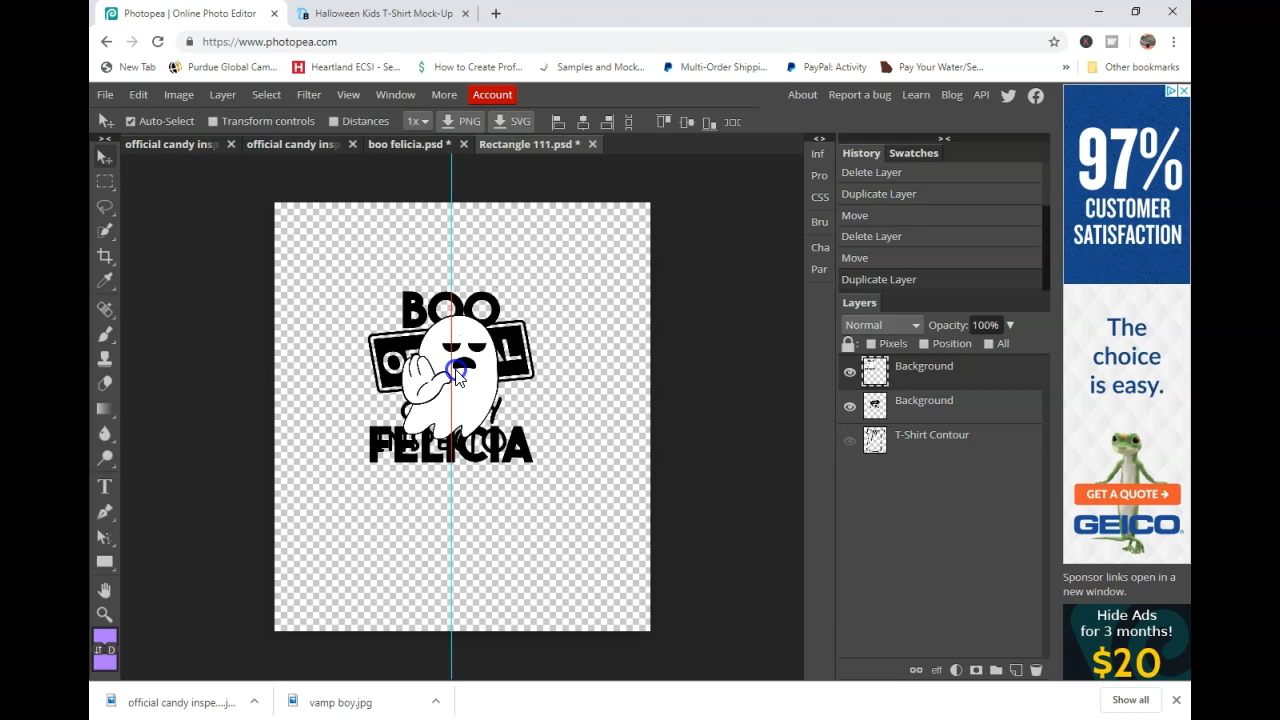 Photopea | Online Photo Editor
Halloween Kids T-Shirt Mock-Up
https://www.photopea.com
New Tab
Purdue Global Cam...
Heartland ECSI - Se...
How to Create Prof...
Samples and Mock...
Multi-Order Shippi...
PayPal: Activity
Pay Your Water/Se...
Other bookmarks
File Edit Image Layer Select Filter View Window More Account
About Report a bug Learn Blog API
Auto-Select Transform controls Distances 1x PNG SVG
official candy insp
official candy insp
boo felicia.psd *
Rectangle 111.psd *
Inf
Pro
CSS
Bru
Cha
Par
History Swatches
Delete Layer
Duplicate Layer
Move
Delete Layer
Move
Duplicate Layer
Layers
Normal Opacity: 100%
Pixels Position All
Background
Background
T-Shirt Contour
eff
BOO
FELICIA
97%
CUSTOMER
SATISFACTION
The
choice
is easy.
GET A QUOTE
GEICO
Sponsor links open in a
new window.
Hide Ads
for 3 months!
$20
official candy inspe....j...
vamp boy.jpg
Show all